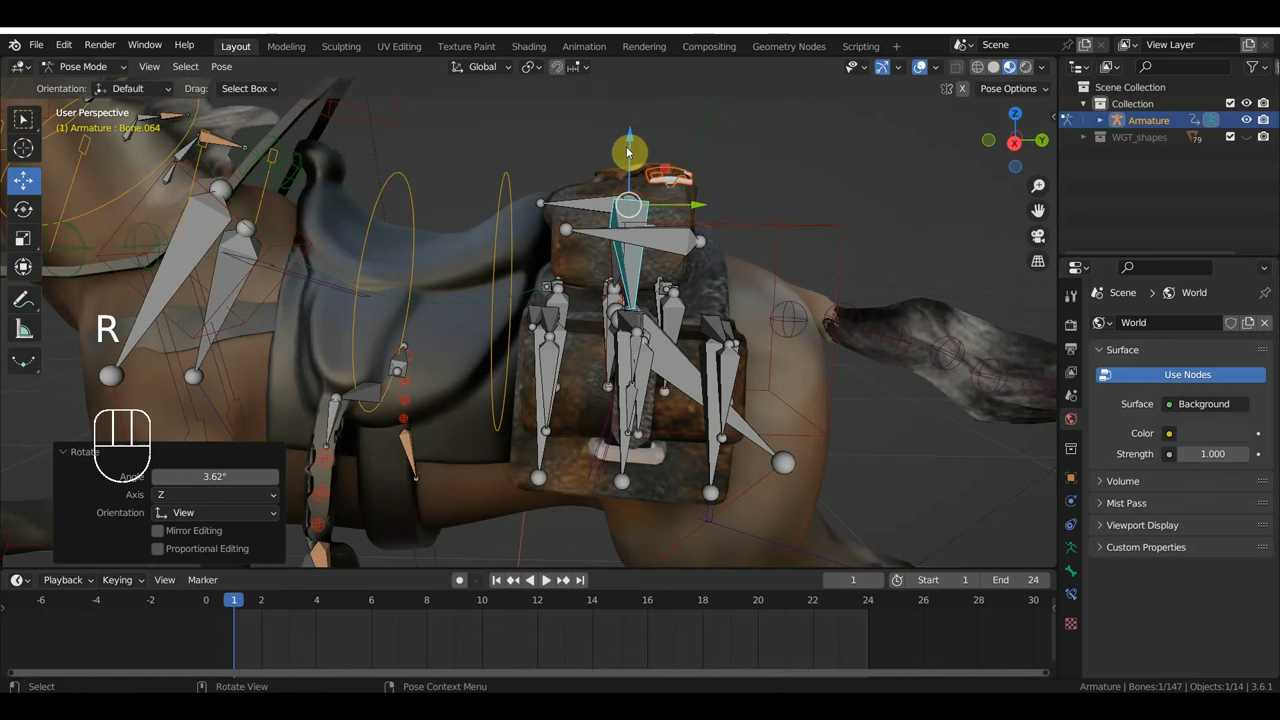 File Edit Render Window Help
Layout Modeling Sculpting UV Editing Texture Paint Shading Animation Rendering Compositing Geometry Nodes Scripting +
Scene View Layer
Pose Mode View Select Pose Global
Orientation: Default Drag: Select Box X Pose Options
User Perspective
(1) Armature : Bone.064
Z
Y
X
Scene Collection
Collection
Armature
WGT_shapes 79
Scene World
World
Surface
Use Nodes
Surface Background
Color
Strength 1.000
Volume
Mist Pass
Viewport Display
Custom Properties
R
Rotate
Angle 3.62°
Axis Z
Orientation View
Mirror Editing
Proportional Editing
Playback Keying View Marker 1 Start 1 End 24
-6 -4 -2 0 1 2 4 6 8 10 12 14 16 18 20 22 24 26 28 30
Select Rotate View Pose Context Menu Armature | Bones:1/147 | Objects:1/14 | 3.6.1